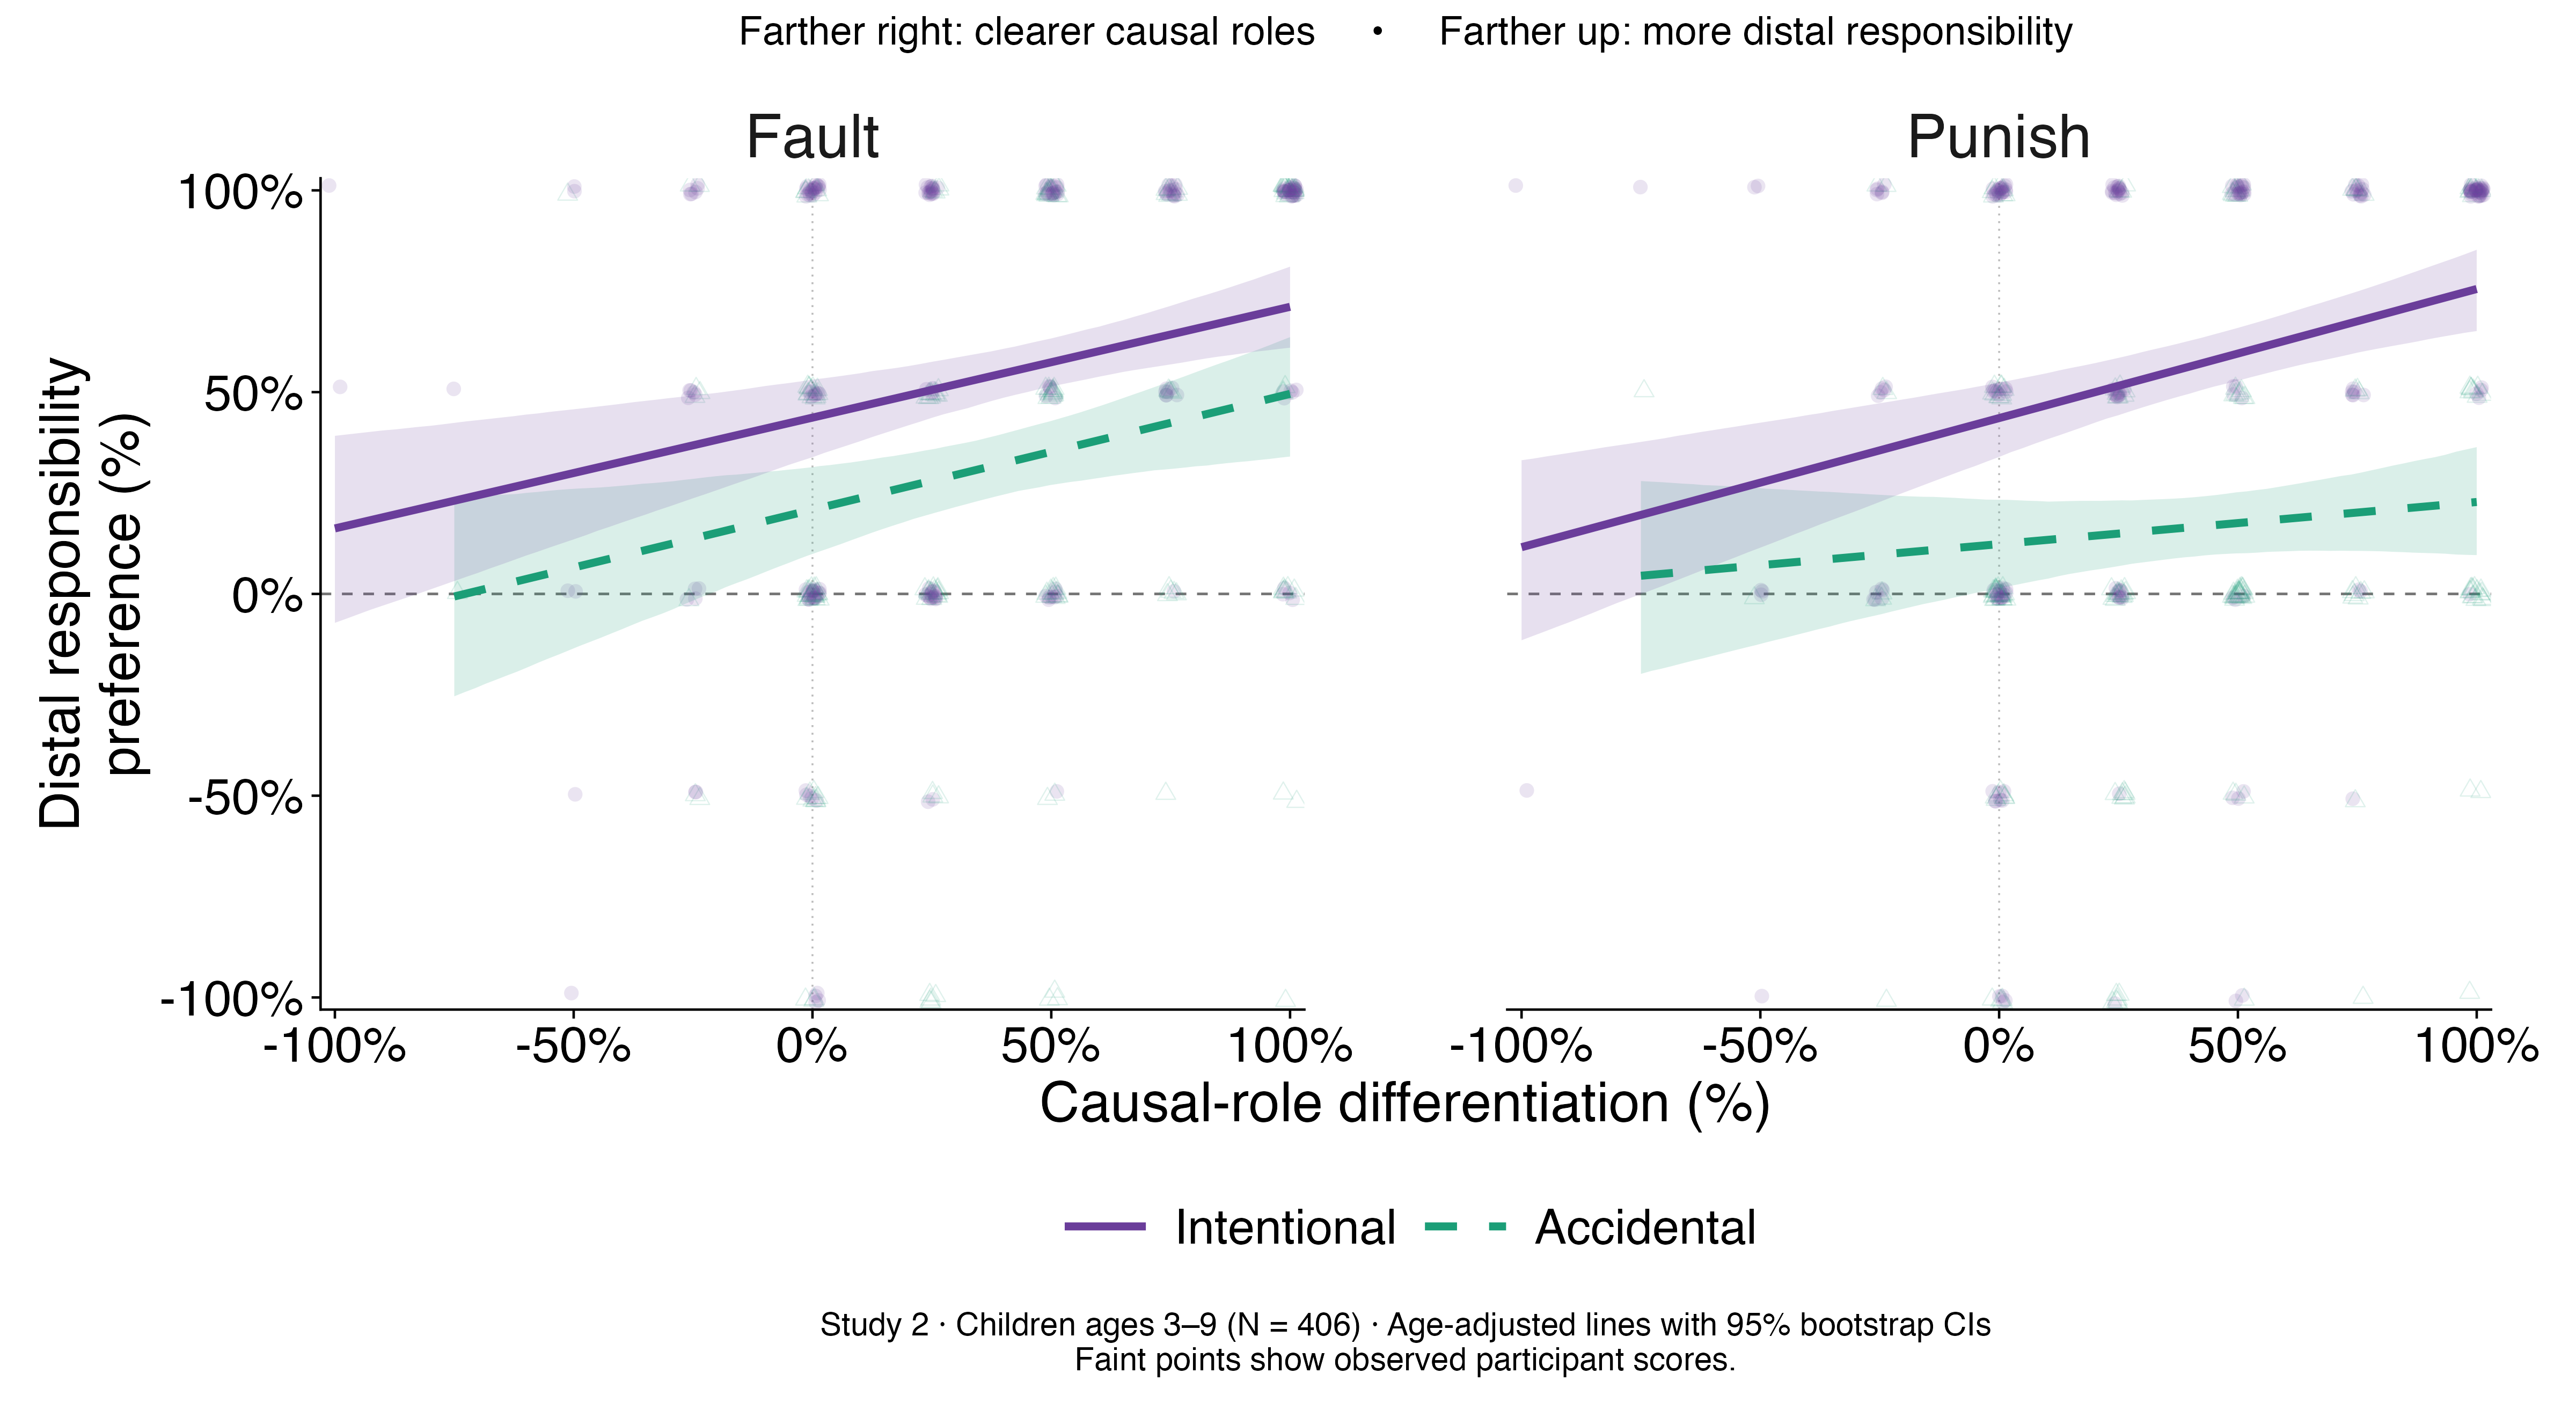 Farther right: clearer causal roles • Farther up: more distal responsibility
Fault
Punish
Distal responsibility
preference (%)
100%
50%
0%
-50%
-100%
-100% -50% 0% 50% 100%
-100% -50% 0% 50% 100%
Causal-role differentiation (%)
Intentional Accidental
Study 2 · Children ages 3–9 (N = 406) · Age-adjusted lines with 95% bootstrap CIs
Faint points show observed participant scores.